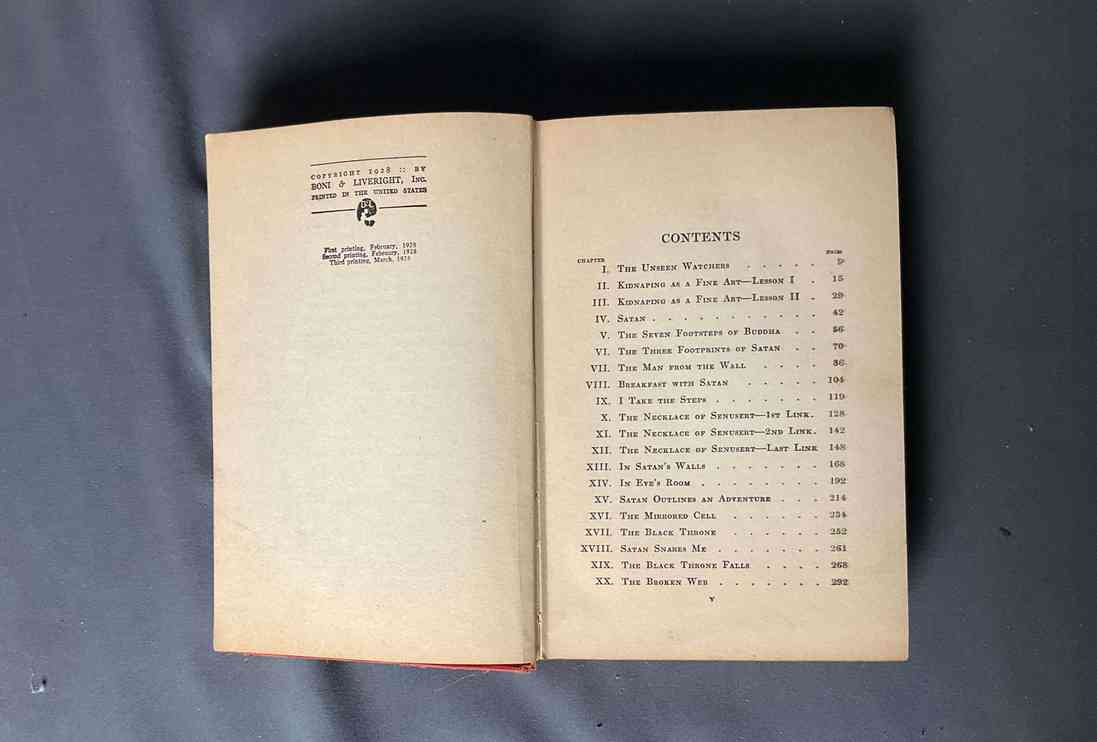 COPYRIGHT 1928 :: BY
BONI & LIVERIGHT, INC.
PRINTED IN THE UNITED STATES
B&L
First printing, February, 1928
Second printing, February, 1928
Third printing, March, 1928
CONTENTS
CHAPTER PAGE
I. THE UNSEEN WATCHERS . . . . . 9
II. KIDNAPING AS A FINE ART—LESSON I . 15
III. KIDNAPING AS A FINE ART—LESSON II . 29
IV. SATAN . . . . . . . . . . 42
V. THE SEVEN FOOTSTEPS OF BUDDHA . . 56
VI. THE THREE FOOTPRINTS OF SATAN . . 70
VII. THE MAN FROM THE WALL . . . . 86
VIII. BREAKFAST WITH SATAN . . . . . 104
IX. I TAKE THE STEPS . . . . . . . 119
X. THE NECKLACE OF SENUSERT—1ST LINK . 128
XI. THE NECKLACE OF SENUSERT—2ND LINK . 142
XII. THE NECKLACE OF SENUSERT—LAST LINK 148
XIII. IN SATAN'S WALLS . . . . . . . 168
XIV. IN EVE'S ROOM . . . . . . . . 192
XV. SATAN OUTLINES AN ADVENTURE . . . 214
XVI. THE MIRRORED CELL . . . . . . 234
XVII. THE BLACK THRONE . . . . . . 252
XVIII. SATAN SNARES ME . . . . . . . 261
XIX. THE BLACK THRONE FALLS . . . . 268
XX. THE BROKEN WEB . . . . . . . 292
V